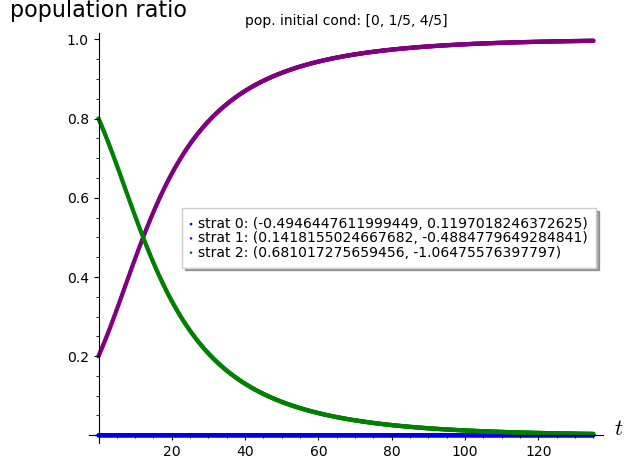 population ratio
pop. initial cond: [0, 1/5, 4/5]
1.0
0.8
0.6
strat 0: (-0.4946447611999449, 0.1197018246372625)
strat 1: (0.1418155024667682, -0.4884779649284841)
strat 2: (0.681017275659456, -1.06475576397797)
0.4
0.2
t
20 40 60 80 100 120